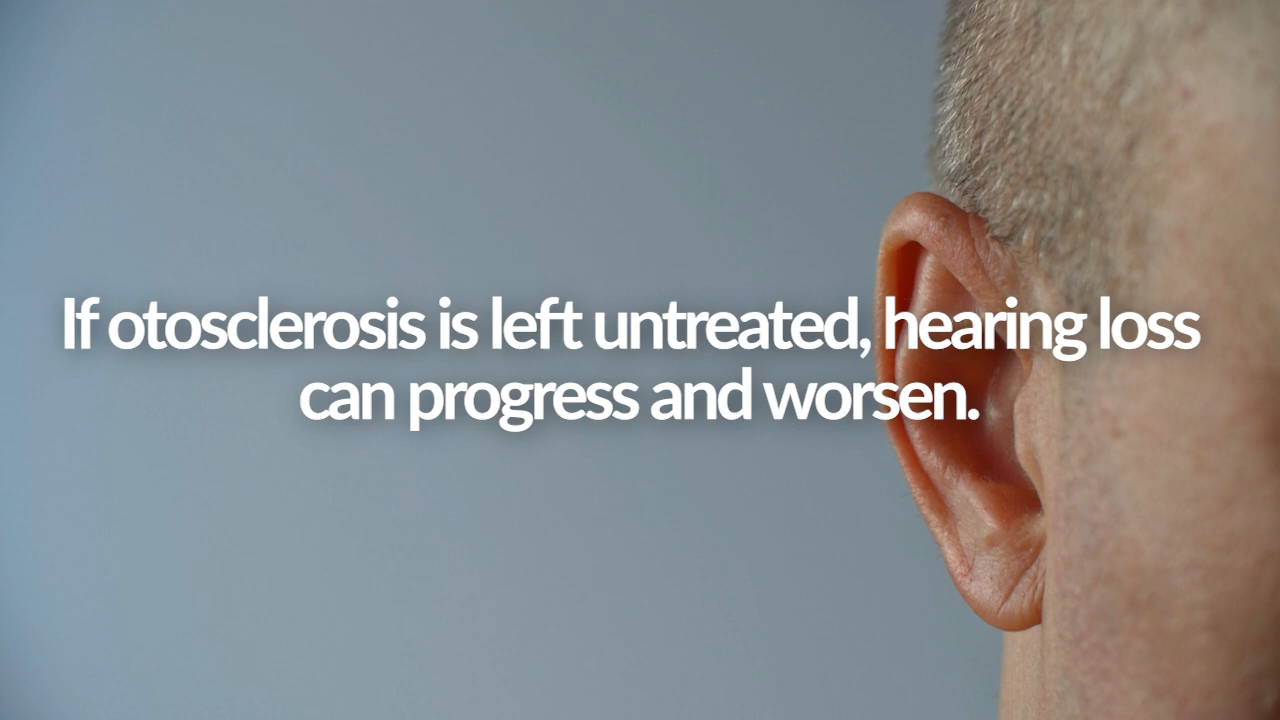 If otosclerosis is left untreated, hearing loss
can progress and worsen.